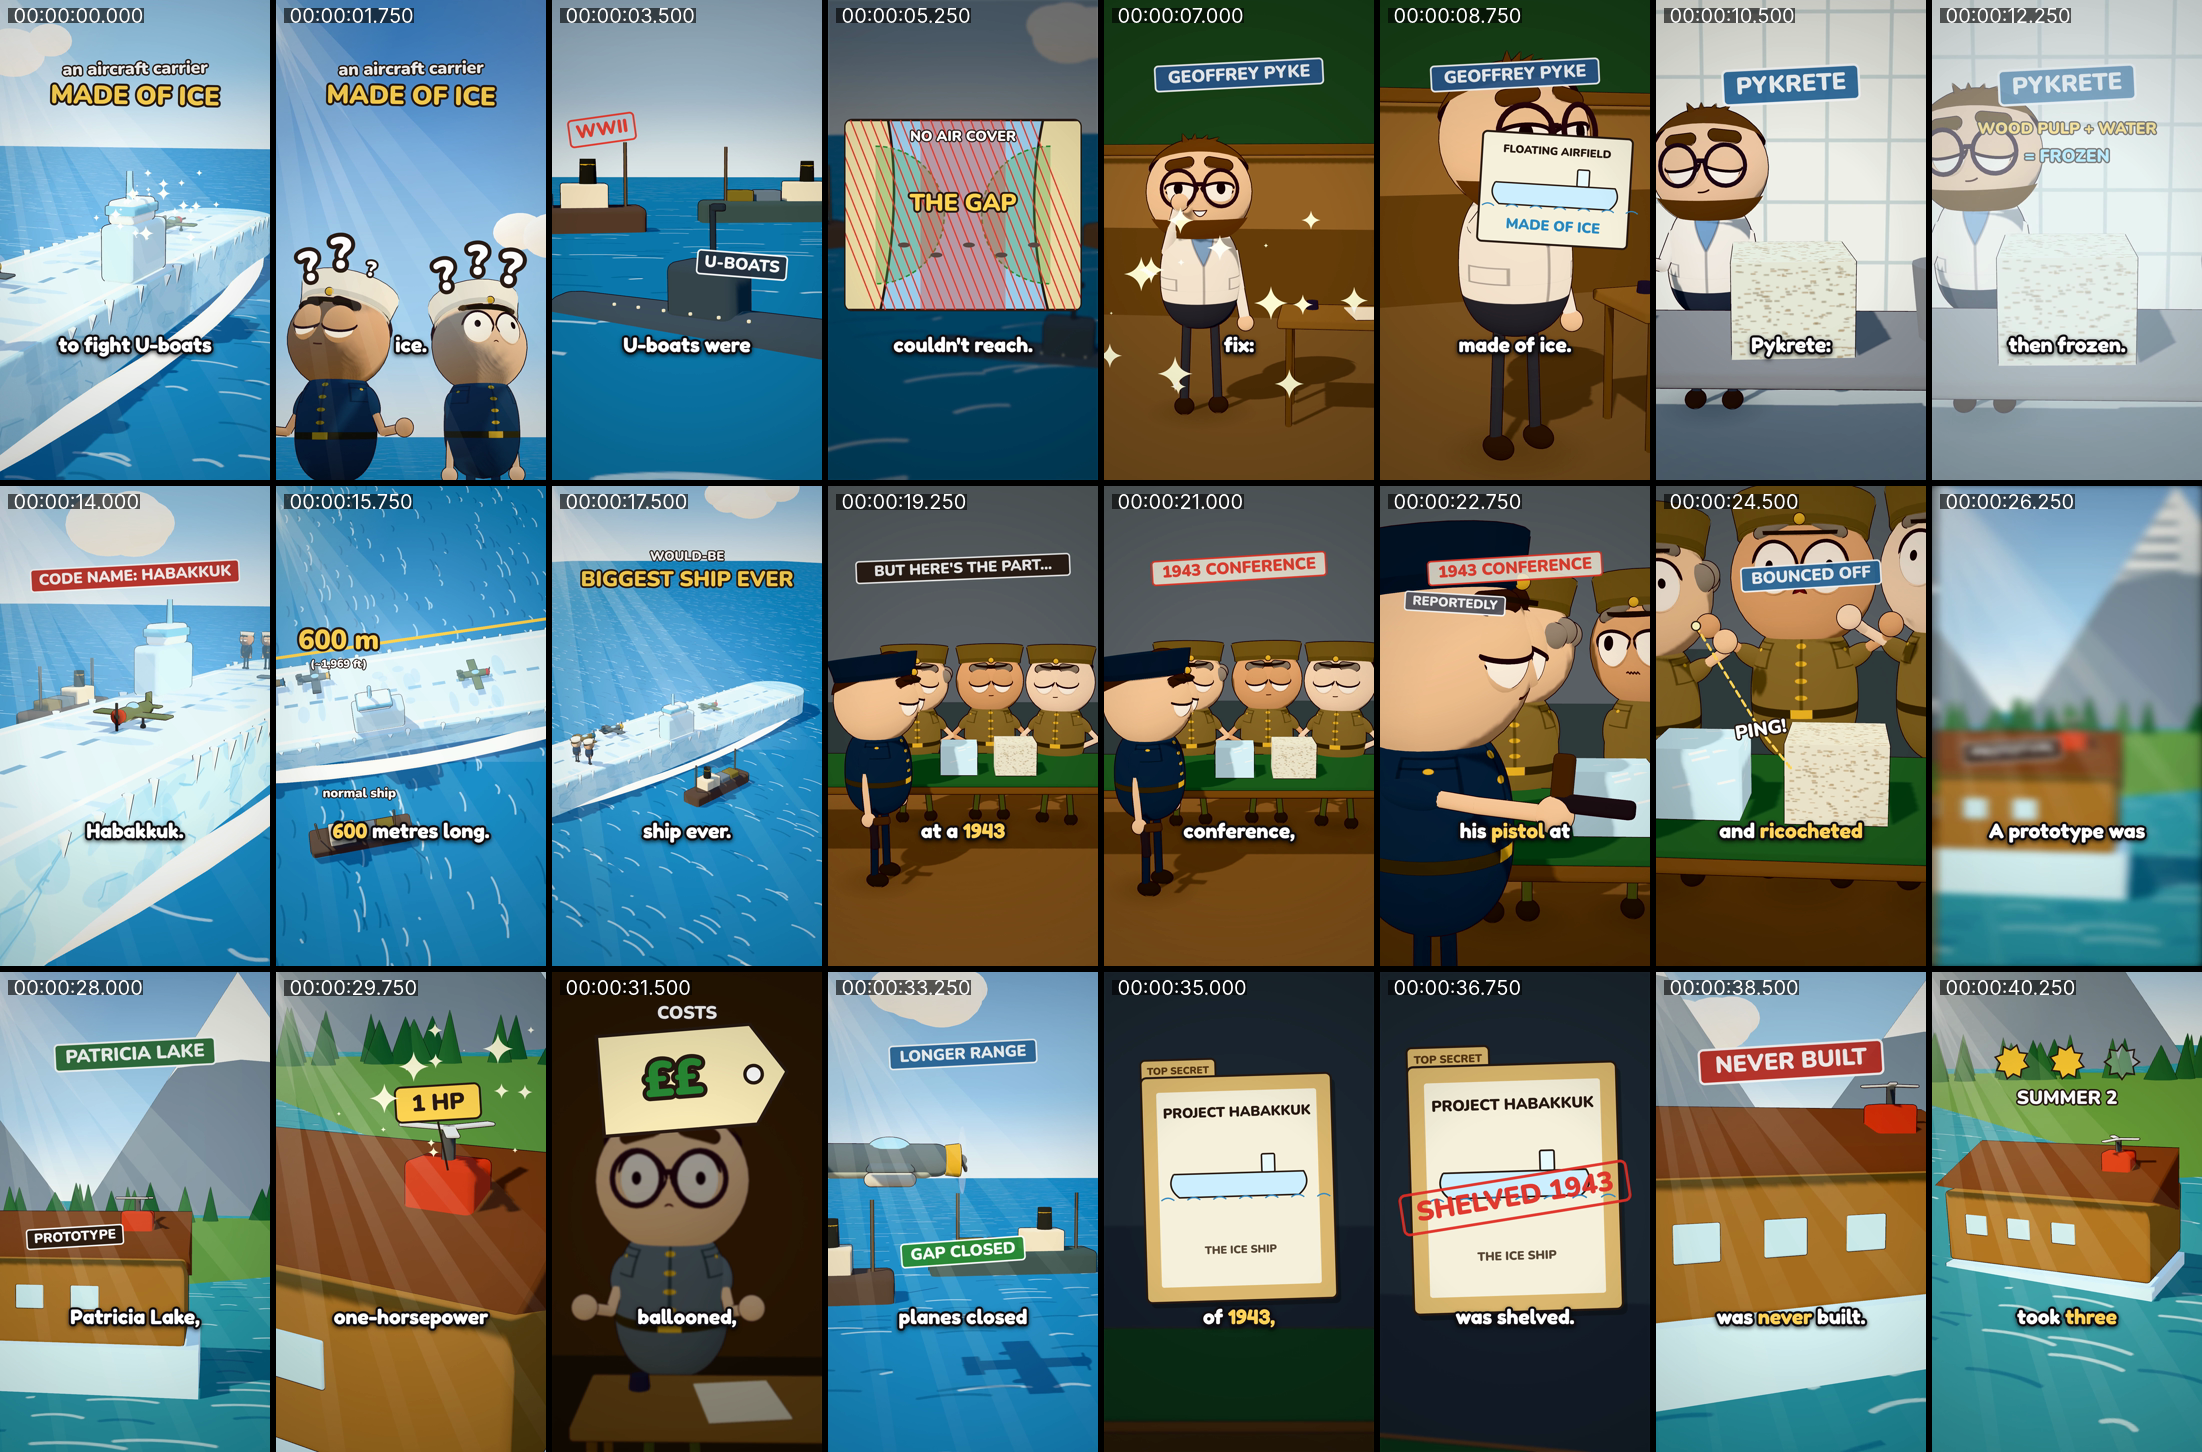 00:00:00.000
an aircraft carrier
MADE OF ICE
to fight U-boats
00:00:01.750
an aircraft carrier
MADE OF ICE
? ? ?
? ? ?
ice.
00:00:03.500
WWII
U-BOATS
U-boats were
00:00:05.250
NO AIR COVER
THE GAP
couldn't reach.
00:00:07.000
GEOFFREY PYKE
fix:
00:00:08.750
GEOFFREY PYKE
FLOATING AIRFIELD
MADE OF ICE
made of ice.
00:00:10.500
PYKRETE
Pykrete:
00:00:12.250
PYKRETE
WOOD PULP + WATER
= FROZEN
then frozen.
00:00:14.000
CODE NAME: HABAKKUK
Habakkuk.
00:00:15.750
600 m
(~1,969 ft)
normal ship
600 metres long.
00:00:17.500
WOULD-BE
BIGGEST SHIP EVER
ship ever.
00:00:19.250
BUT HERE'S THE PART...
at a 1943
00:00:21.000
1943 CONFERENCE
conference,
00:00:22.750
1943 CONFERENCE
REPORTEDLY
his pistol at
00:00:24.500
BOUNCED OFF
PING!
and ricocheted
00:00:26.250
PROTOTYPE
A prototype was
00:00:28.000
PATRICIA LAKE
PROTOTYPE
Patricia Lake,
00:00:29.750
1 HP
one-horsepower
00:00:31.500
COSTS
££
ballooned,
00:00:33.250
LONGER RANGE
GAP CLOSED
planes closed
00:00:35.000
TOP SECRET
PROJECT HABAKKUK
THE ICE SHIP
of 1943,
00:00:36.750
TOP SECRET
PROJECT HABAKKUK
SHELVED 1943
THE ICE SHIP
was shelved.
00:00:38.500
NEVER BUILT
was never built.
00:00:40.250
SUMMER 2
took three